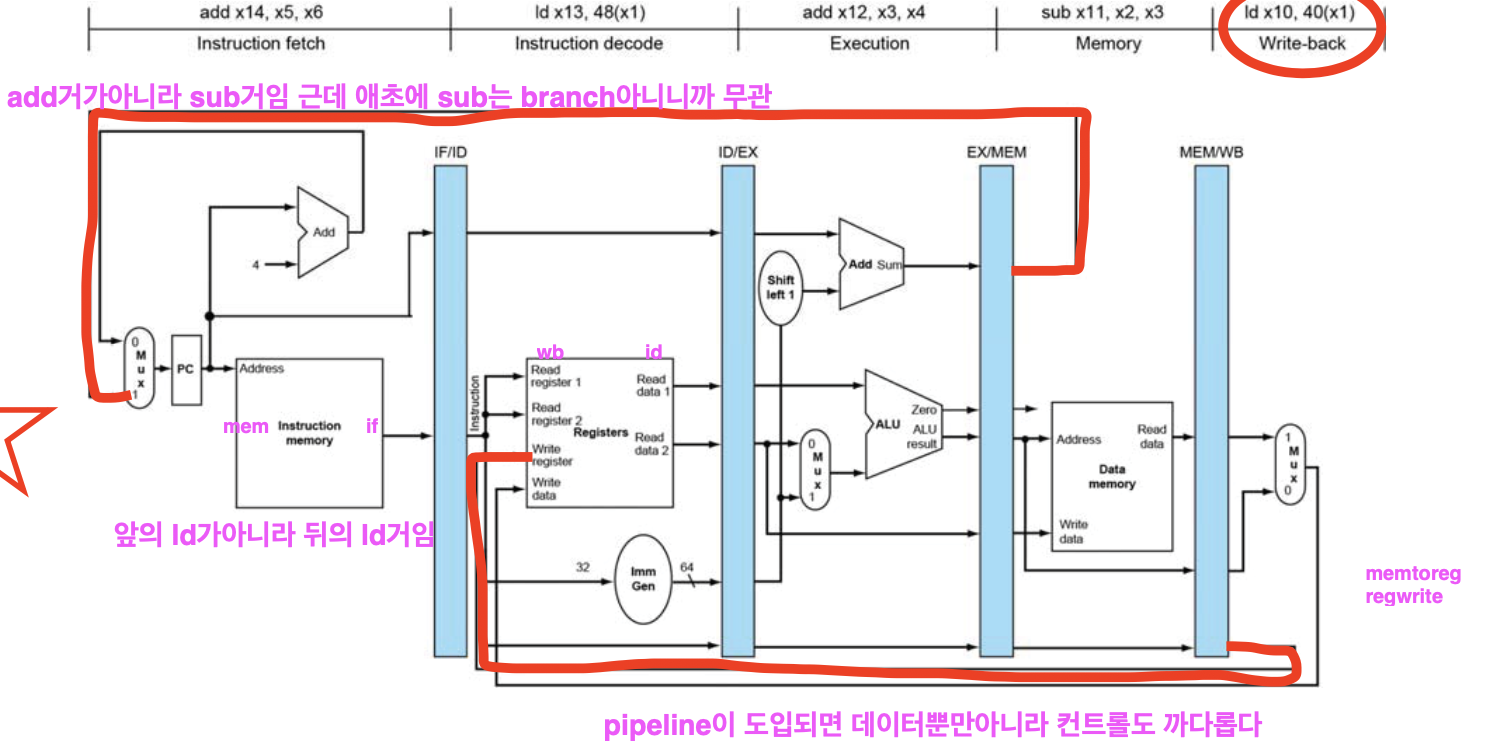 add x14, x5, x6
ld x13, 48(x1)
add x12, x3, x4
sub x11, x2, x3
ld x10, 40(x1)
Instruction fetch
Instruction decode
Execution
Memory
Write-back
add거가아니라 sub거임 근데 애초에 sub는 branch아니니까 무관
IF/ID
ID/EX
EX/MEM
MEM/WB
Add
4
Add Sum
Shift
left 1
0
M
u
x
1
PC
Address
mem
Instruction
memory
if
Instruction
wb
id
Read
register 1
Read
register 2
Write
register
Write
data
Registers
Read
data 1
Read
data 2
0
M
u
x
1
Zero
ALU
ALU
result
Address
Read
data
Data
memory
Write
data
1
M
u
x
0
앞의 ld가아니라 뒤의 ld거임
32
Imm
Gen
64
memtoreg
regwrite
pipeline이 도입되면 데이터뿐만아니라 컨트롤도 까다롭다